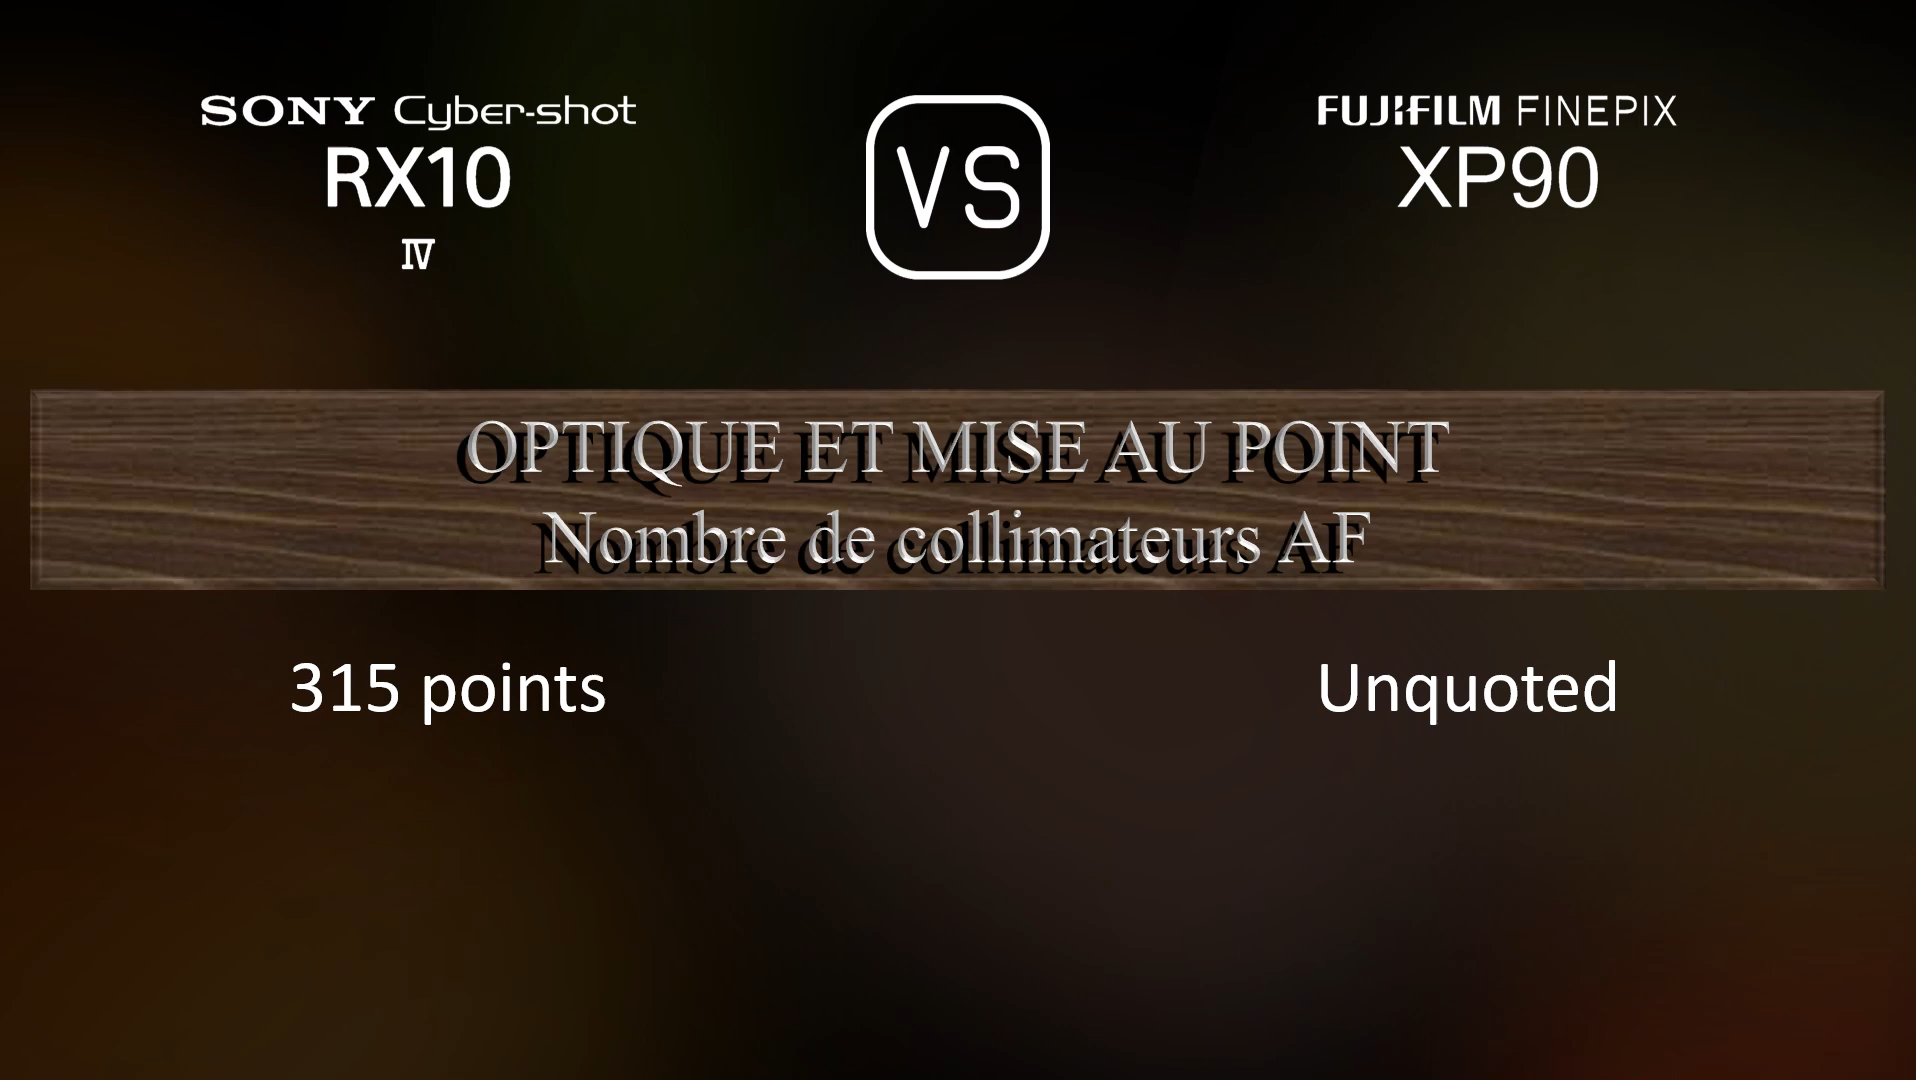 SONY Cyber-shot
RX10
IV
VS
FUJIFILM FINEPIX
XP90
OPTIQUE ET MISE AU POINT
Nombre de collimateurs AF
315 points
Unquoted